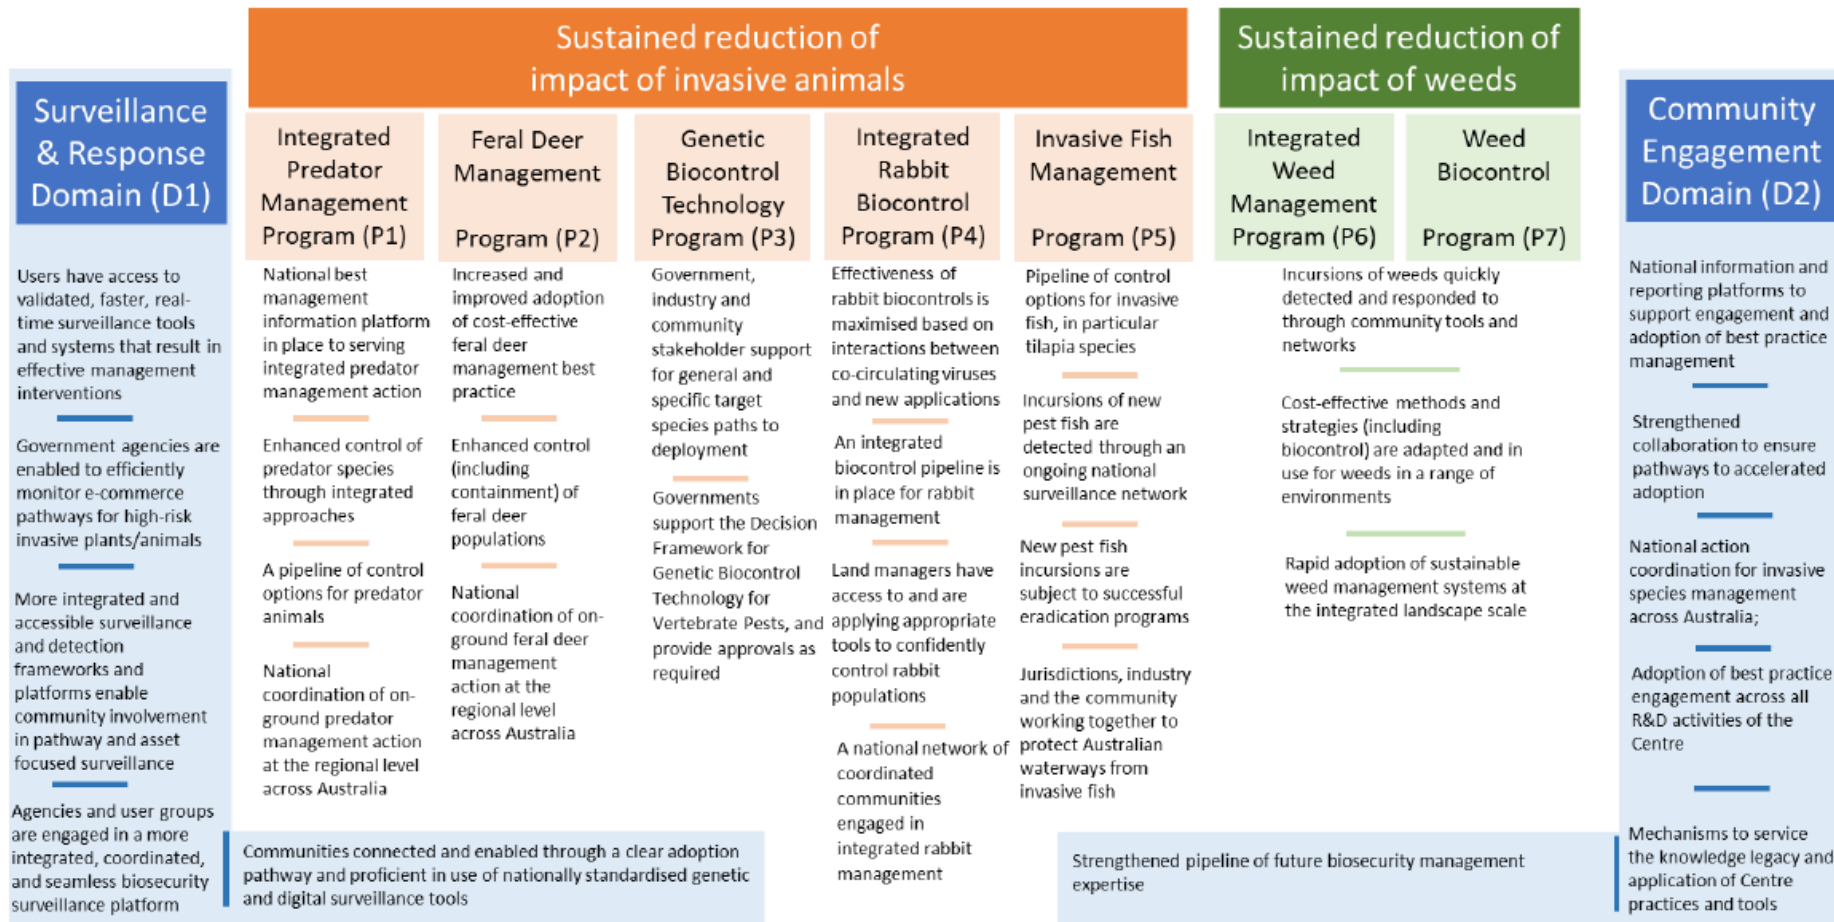 Sustained reduction of
impact of invasive animals
Sustained reduction of
impact of weeds
Surveillance
& Response
Domain (D1)
Users have access to
validated, faster, real-
time surveillance tools
and systems that result in
effective management
interventions
Government agencies are
enabled to efficiently
monitor e-commerce
pathways for high-risk
invasive plants/animals
More integrated and
accessible surveillance
and detection
frameworks and
platforms enable
community involvement
in pathway and asset
focused surveillance
Agencies and user groups
are engaged in a more
integrated, coordinated,
and seamless biosecurity
surveillance platform
Integrated
Predator
Management
Program (P1)
National best
management
information platform
in place to serving
integrated predator
management action
Enhanced control of
predator species
through integrated
approaches
A pipeline of control
options for predator
animals
National
coordination of on-
ground predator
management action
at the regional level
across Australia
Feral Deer
Management
Program (P2)
Increased and
improved adoption
of cost-effective
feral deer
management best
practice
Enhanced control
(including
containment) of
feral deer
populations
National
coordination of on-
ground feral deer
management
action at the
regional level
across Australia
Genetic
Biocontrol
Technology
Program (P3)
Government,
industry and
community
stakeholder support
for general and
specific target
species paths to
deployment
Governments
support the Decision
Framework for
Genetic Biocontrol
Technology for
Vertebrate Pests, and
provide approvals as
required
Integrated
Rabbit
Biocontrol
Program (P4)
Effectiveness of
rabbit biocontrols is
maximised based on
interactions between
co-circulating viruses
and new applications
An integrated
biocontrol pipeline is
in place for rabbit
management
Land managers have
access to and are
applying appropriate
tools to confidently
control rabbit
populations
A national network of
coordinated
communities
engaged in
integrated rabbit
management
Invasive Fish
Management
Program (P5)
Pipeline of control
options for invasive
fish, in particular
tilapia species
Incursions of new
pest fish are
detected through an
ongoing national
surveillance network
New pest fish
incursions are
subject to successful
eradication programs
Jurisdictions, industry
and the community
working together to
protect Australian
waterways from
invasive fish
Integrated
Weed
Management
Program (P6)
Weed
Biocontrol
Program (P7)
Incursions of weeds quickly
detected and responded to
through community tools and
networks
Cost-effective methods and
strategies (including
biocontrol) are adapted and in
use for weeds in a range of
environments
Rapid adoption of sustainable
weed management systems at
the integrated landscape scale
Community
Engagement
Domain (D2)
National information and
reporting platforms to
support engagement and
adoption of best practice
management
Strengthened
collaboration to ensure
pathways to accelerated
adoption
National action
coordination for invasive
species management
across Australia;
Adoption of best practice
engagement across all
R&D activities of the
Centre
Mechanisms to service
the knowledge legacy and
application of Centre
practices and tools
Communities connected and enabled through a clear adoption
pathway and proficient in use of nationally standardised genetic
and digital surveillance tools
Strengthened pipeline of future biosecurity management
expertise